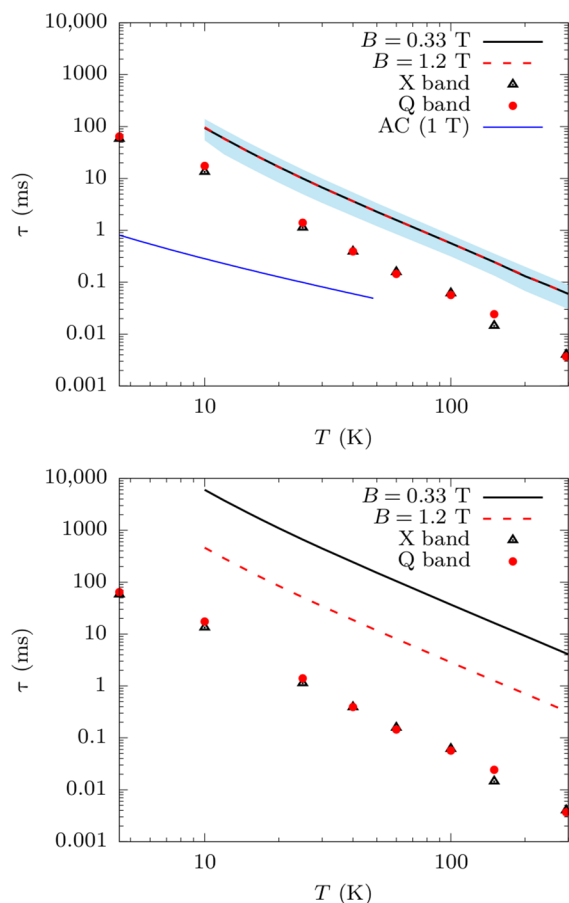 10,000
1000
100
10
1
0.1
0.01
0.001
τ (ms)
10
100
T (K)
B = 0.33 T
B = 1.2 T
X band
Q band
AC (1 T)
10,000
1000
100
10
1
0.1
0.01
0.001
τ (ms)
10
100
T (K)
B = 0.33 T
B = 1.2 T
X band
Q band